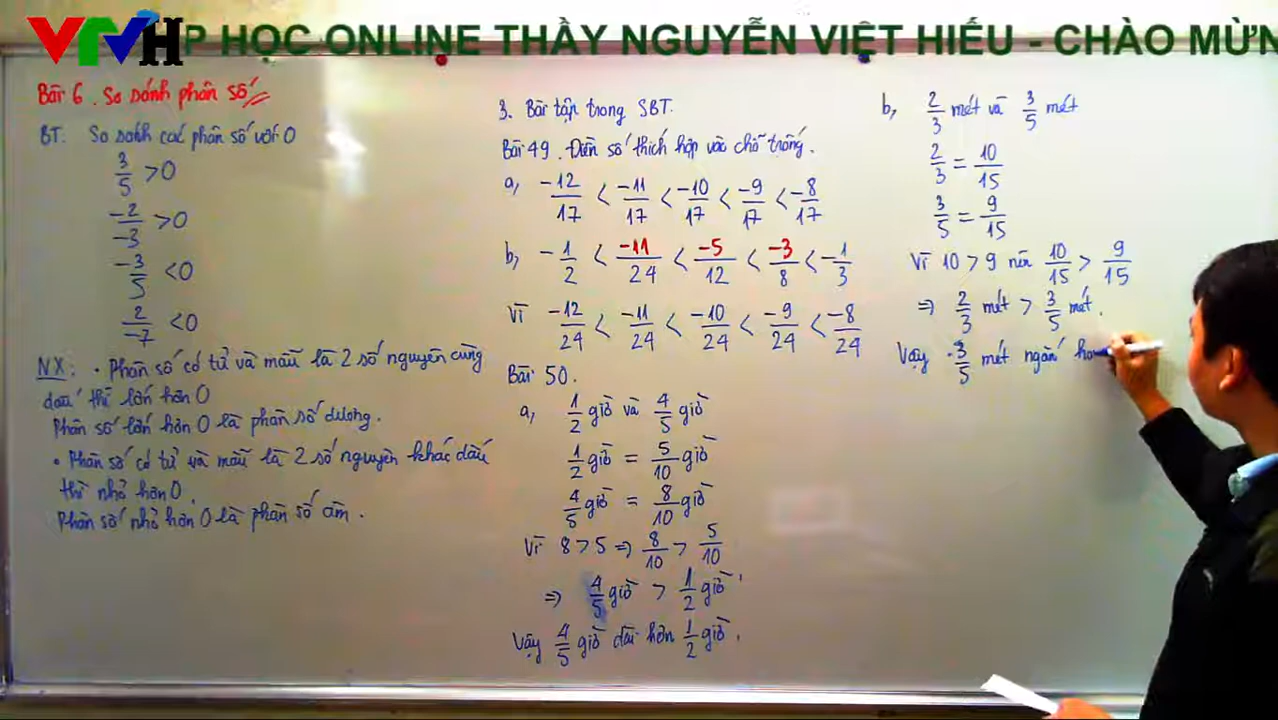 VTVH
P HỌC ONLINE THẦY NGUYỄN VIỆT HIẾU - CHÀO MỪN
Bài 6. So sánh phân số
BT. So sánh các phân số với 0
3/5 > 0
-2/-3 > 0
-3/5 < 0
2/-7 < 0
NX: • Phân số có tử và mẫu là 2 số nguyên cùng
dấu thì lớn hơn 0
Phân số lớn hơn 0 là phân số dương.
• Phân số có tử và mẫu là 2 số nguyên khác dấu
thì nhỏ hơn 0.
Phân số nhỏ hơn 0 là phân số âm.
3. Bài tập trong SBT.
Bài 49. Điền số thích hợp vào chỗ trống.
a, -12/17 < -11/17 < -10/17 < -9/17 < -8/17
b, -1/2 < -11/24 < -5/12 < -3/8 < -1/3
Vì -12/24 < -11/24 < -10/24 < -9/24 < -8/24
Bài 50.
a, 1/2 giờ và 4/5 giờ
1/2 giờ = 5/10 giờ
4/5 giờ = 8/10 giờ
Vì 8 > 5 => 8/10 > 5/10
=> 4/5 giờ > 1/2 giờ
Vậy 4/5 giờ dài hơn 1/2 giờ.
b, 2/3 mét và 3/5 mét
2/3 = 10/15
3/5 = 9/15
Vì 10 > 9 nên 10/15 > 9/15
=> 2/3 mét > 3/5 mét.
Vậy 3/5 mét ngắn